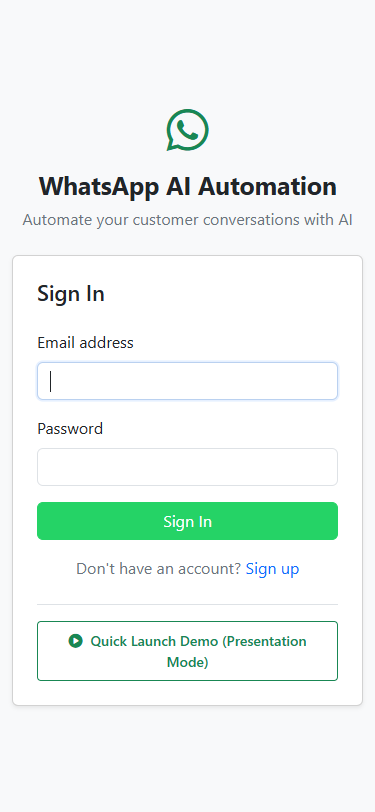 WhatsApp AI Automation
Automate your customer conversations with AI
Sign In
Email address
Password
Sign In
Don't have an account? Sign up
Quick Launch Demo (Presentation
Mode)